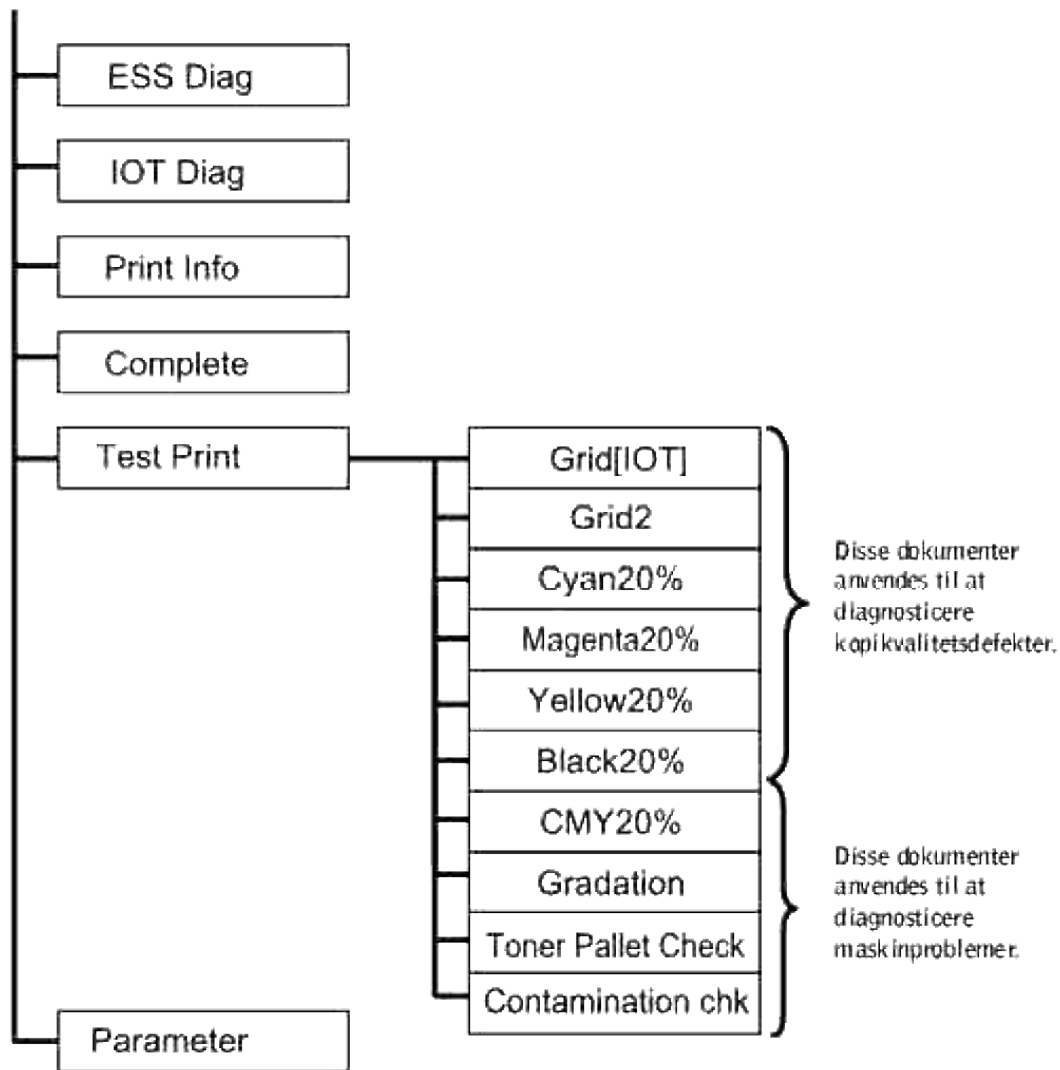 ESS Diag
IOT Diag
Print Info
Complete
Test Print
Grid[IOT]
Grid2
Cyan20%
Magenta20%
Yellow20%
Black20%
CMY20%
Gradation
Toner Pallet Check
Contamination chk
Disse dokumenter
anvendes til at
diagnosticere
kopikvalitetsdefekter.
Disse dokumenter
anvendes til at
diagnosticere
maskinproblemer.
Parameter